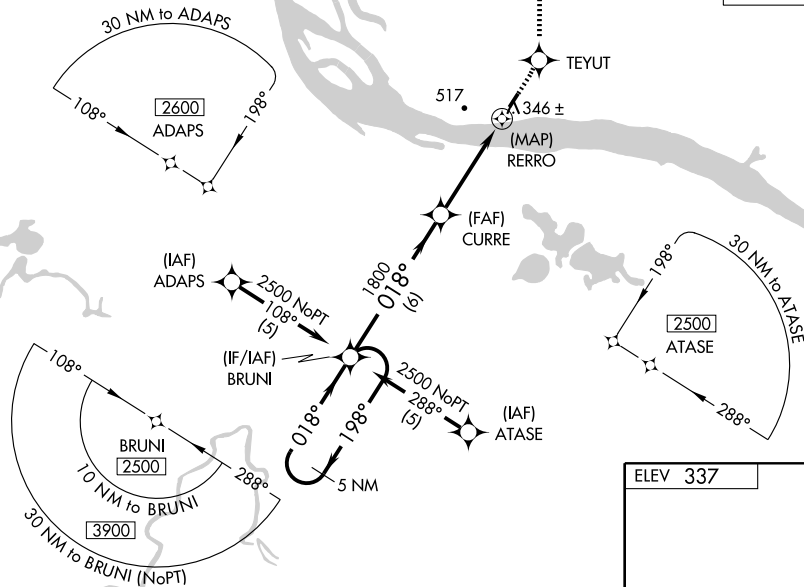 30 NM to ADAPS
108°
198°
2600
ADAPS
TEYUT
517
346 ±
(MAP)
RERRO
(FAF)
CURRE
(IAF)
ADAPS
2500 NoPT
108°
(5)
1800
018°
(6)
(IF/IAF)
BRUNI
2500 NoPT
288°
(5)
(IAF)
ATASE
018°
198°
5 NM
30 NM to ATASE
198°
2500
ATASE
288°
108°
BRUNI
2500
288°
10 NM to BRUNI
3900
30 NM to BRUNI (NoPT)
ELEV 337